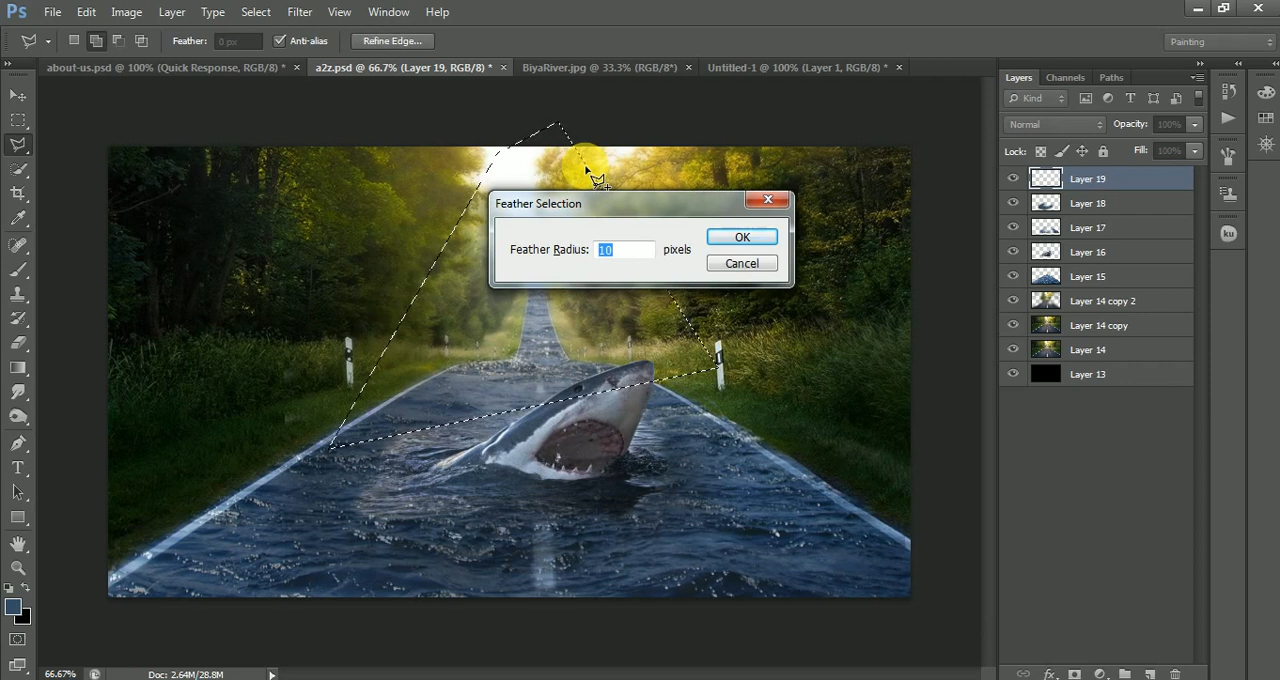 Ps File Edit Image Layer Type Select Filter View Window Help
Feather: 0 px Anti-alias Refine Edge... Painting
about-us.psd @ 100% (Quick Response, RGB/8) * × a2z.psd @ 66.7% (Layer 19, RGB/8) * × BiyaRiver.jpg @ 33.3% (RGB/8*) × Untitled-1 @ 100% (Layer 1, RGB/8) * ×
Layers Channels Paths
Kind
Normal Opacity: 100%
Lock: Fill: 100%
Layer 19
Layer 18
Layer 17
Layer 16
Layer 15
Layer 14 copy 2
Layer 14 copy
Layer 14
Layer 13
Feather Selection
Feather Radius: 10 pixels
OK
Cancel
ku
T
fx
66.67% Doc: 2.64M/28.8M